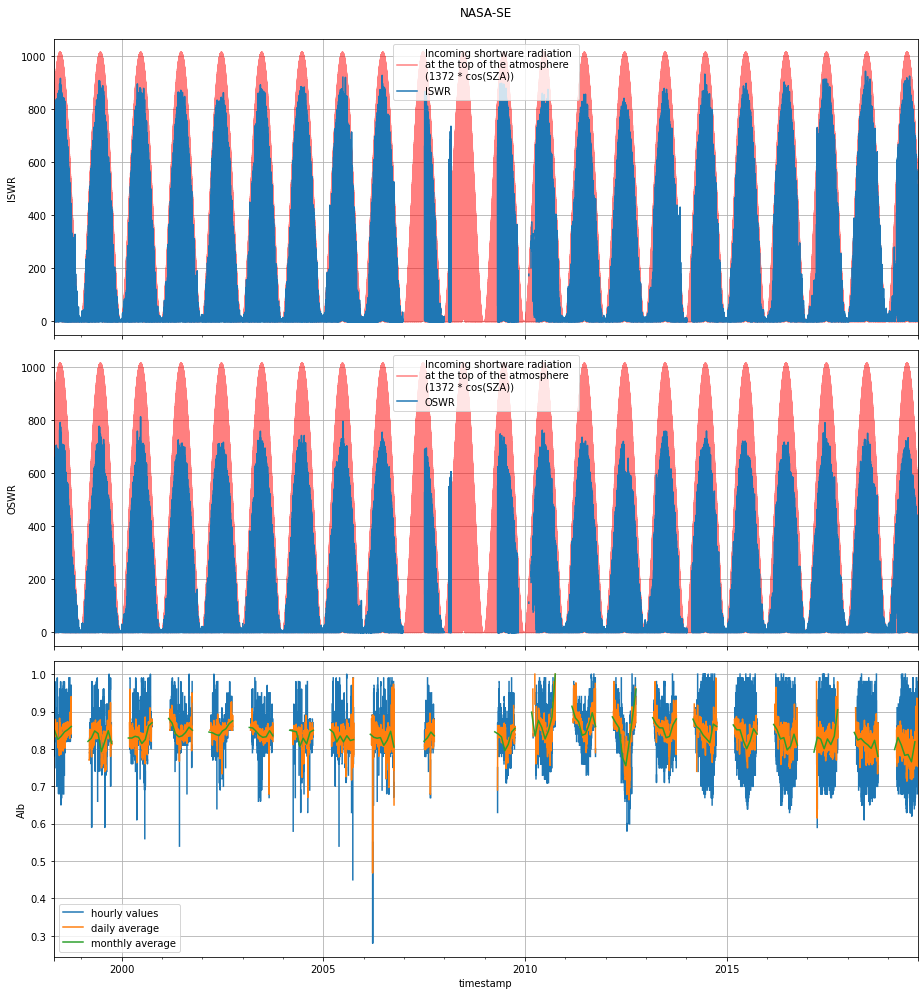 NASA-SE
1000
800
600
400
200
0
ISWR
Incoming shortware radiation
at the top of the atmosphere
(1372 * cos(SZA))
ISWR
1000
800
600
400
200
0
OSWR
Incoming shortware radiation
at the top of the atmosphere
(1372 * cos(SZA))
OSWR
1.0
0.9
0.8
0.7
0.6
0.5
0.4
0.3
Alb
hourly values
daily average
monthly average
2000
2005
2010
2015
timestamp